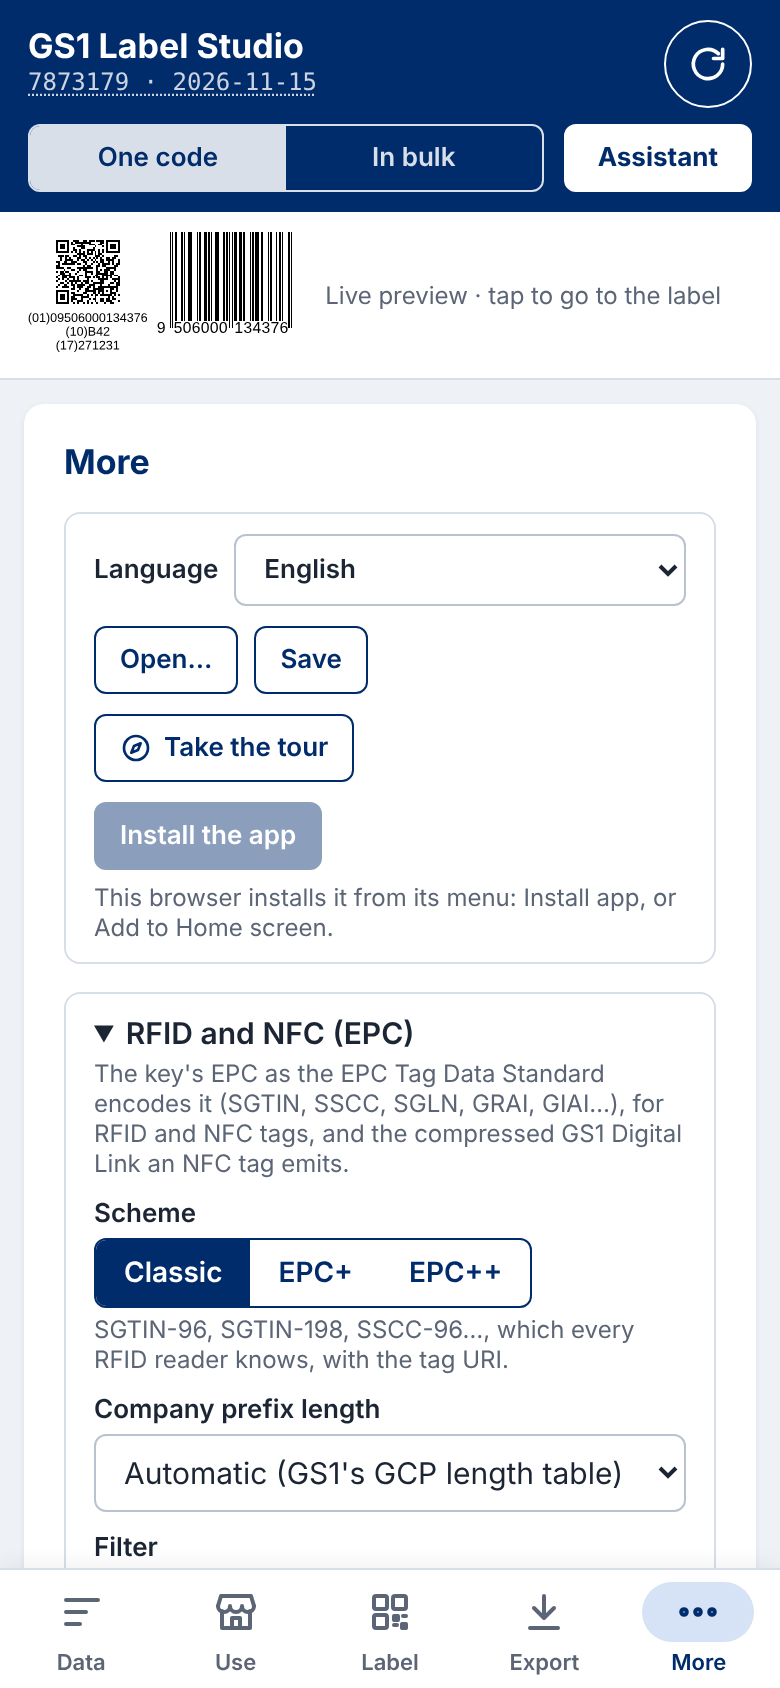 GS1 Label Studio
7873179 · 2026-11-15
One code
In bulk
Assistant
(01)09506000134376
(10)B42
(17)271231
9 506000 134376
Live preview · tap to go to the label
More
Language
English
Open...
Save
Take the tour
Install the app
This browser installs it from its menu: Install app, or
Add to Home screen.
▼ RFID and NFC (EPC)
The key's EPC as the EPC Tag Data Standard
encodes it (SGTIN, SSCC, SGLN, GRAI, GIAI...), for
RFID and NFC tags, and the compressed GS1 Digital
Link an NFC tag emits.
Scheme
Classic
EPC+
EPC++
SGTIN-96, SGTIN-198, SSCC-96..., which every
RFID reader knows, with the tag URI.
Company prefix length
Automatic (GS1's GCP length table)
Filter
Data
Use
Label
Export
More